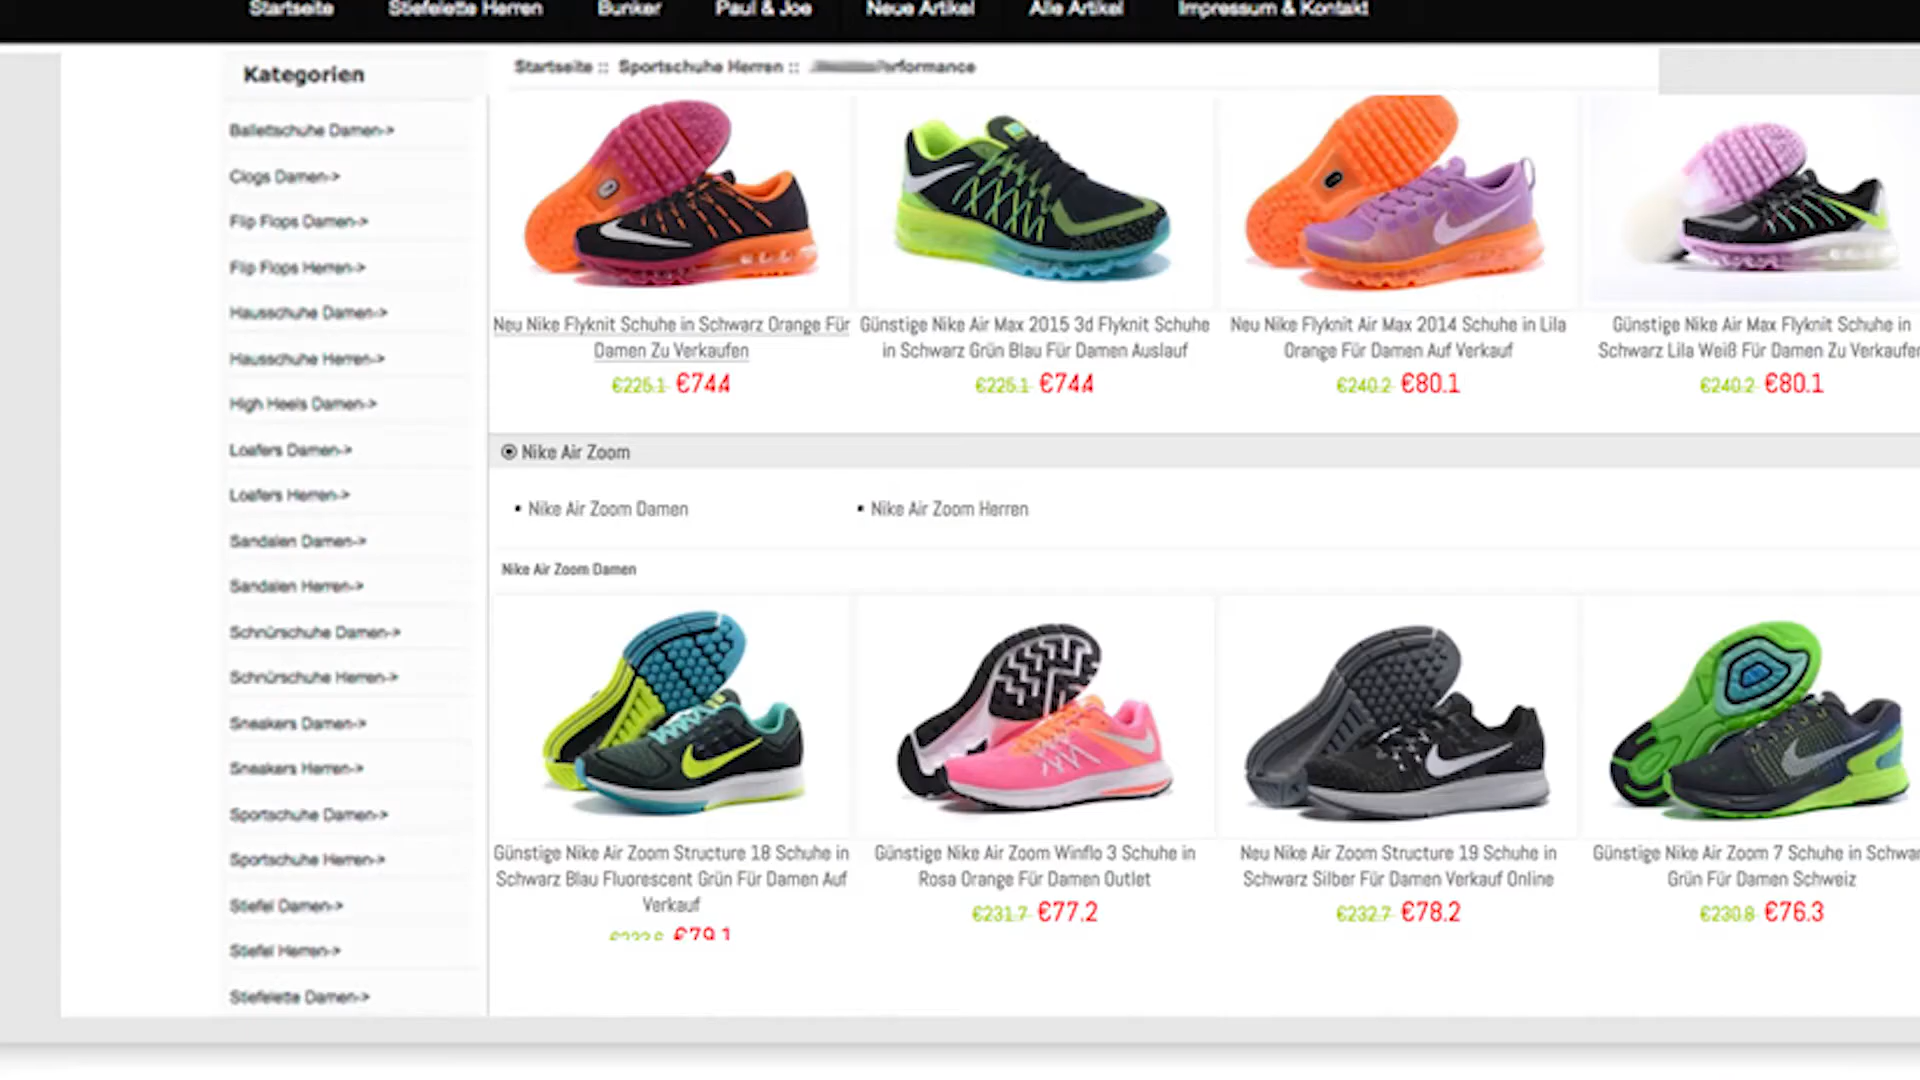 Startseite Stiefelette Herren Bunker Paul & Joe Neue Artikel Alle Artikel Impressum & Kontakt
Kategorien
Ballettschuhe Damen->
Clogs Damen->
Flip Flops Damen->
Flip Flops Herren->
Hausschuhe Damen->
Hausschuhe Herren->
High Heels Damen->
Loafers Damen->
Loafers Herren->
Sandalen Damen->
Sandalen Herren->
Schnürschuhe Damen->
Schnürschuhe Herren->
Sneakers Damen->
Sneakers Herren->
Sportschuhe Damen->
Sportschuhe Herren->
Stiefel Damen->
Stiefel Herren->
Stiefelette Damen->
Startseite :: Sportschuhe Herren ::
Neu Nike Flyknit Schuhe in Schwarz Orange Für
Damen Zu Verkaufen
€225.1 €74.4
Günstige Nike Air Max 2015 3d Flyknit Schuhe
in Schwarz Grün Blau Für Damen Auslauf
€225.1 €74.4
Neu Nike Flyknit Air Max 2014 Schuhe in Lila
Orange Für Damen Auf Verkauf
€240.2 €80.1
Günstige Nike Air Max Flyknit Schuhe in
Schwarz Lila Weiß Für Damen Zu Verkaufen
€240.2 €80.1
Nike Air Zoom
▪ Nike Air Zoom Damen ▪ Nike Air Zoom Herren
Nike Air Zoom Damen
Günstige Nike Air Zoom Structure 18 Schuhe in
Schwarz Blau Fluorescent Grün Für Damen Auf
Verkauf
€79.1
Günstige Nike Air Zoom Winflo 3 Schuhe in
Rosa Orange Für Damen Outlet
€231.7 €77.2
Neu Nike Air Zoom Structure 19 Schuhe in
Schwarz Silber Für Damen Verkauf Online
€232.7 €78.2
Günstige Nike Air Zoom 7 Schuhe in Schwar
Grün Für Damen Schweiz
€230.8 €76.3